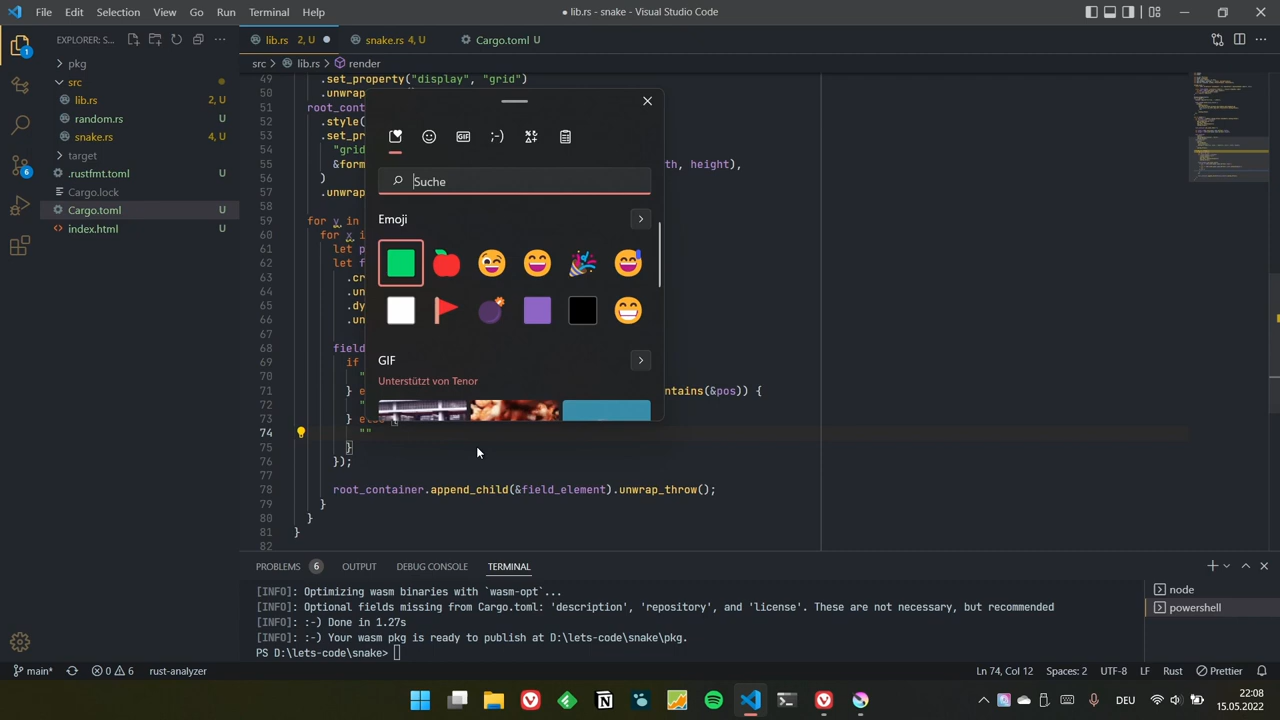 File Edit Selection View Go Run Terminal Help
● lib.rs - snake - Visual Studio Code
EXPLORER: S...
lib.rs 2, U ●
snake.rs 4, U
Cargo.toml U
src > lib.rs > render
pkg
src
lib.rs 2, U
random.rs U
snake.rs 4, U
target
.rustfmt.toml U
Cargo.lock
Cargo.toml U
index.html U
1
6
49 .set_property("display", "grid")
50 .unwrap
51 root_conta
52 .style(
53 .set_pr
54 "grid
55 &form th, height),
56 )
57 .unwrap
58
59 for y in
60 for x i
61 let p
62 let f
63 .cr
64 .un
65 .dy
66 .un
67
68 field
69 if
70 "
71 } e ntains(&pos)) {
72 "
73 } else {
74 ""
75 }
76 });
77
78 root_container.append_child(&field_element).unwrap_throw();
79 }
80 }
81 }
82
Suche
Emoji
GIF
Unterstützt von Tenor
GIF
PROBLEMS 6 OUTPUT DEBUG CONSOLE TERMINAL
[INFO]: Optimizing wasm binaries with `wasm-opt`...
[INFO]: Optional fields missing from Cargo.toml: 'description', 'repository', and 'license'. These are not necessary, but recommended
[INFO]: :-) Done in 1.27s
[INFO]: :-) Your wasm pkg is ready to publish at D:\lets-code\snake\pkg.
PS D:\lets-code\snake>
node
powershell
main* 0 6 rust-analyzer
Ln 74, Col 12 Spaces: 2 UTF-8 LF Rust Prettier
DEU
22:08
15.05.2022